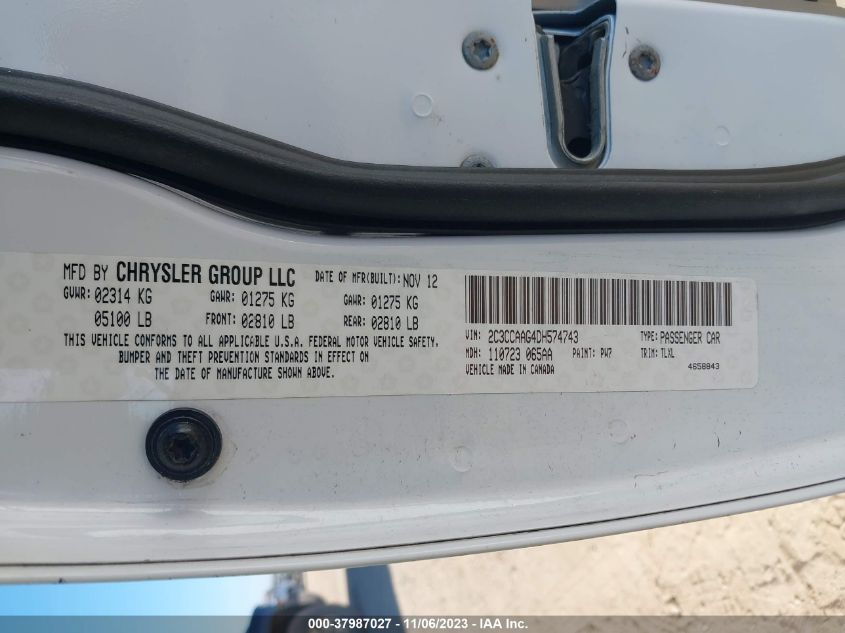 MFD BY CHRYSLER GROUP LLC DATE OF MFR(BUILT): NOV 12
GVWR: 02314 KG GAWR: 01275 KG GAWR: 01275 KG
05100 LB FRONT: 02810 LB REAR: 02810 LB
THIS VEHICLE CONFORMS TO ALL APPLICABLE U.S.A. FEDERAL MOTOR VEHICLE SAFETY,
BUMPER AND THEFT PREVENTION STANDARDS IN EFFECT ON
THE DATE OF MANUFACTURE SHOWN ABOVE.
VIN: 2C3CCAAG4DH574743 TYPE: PASSENGER CAR
MDH: 110723 065AA PAINT: PW7 TRIM: TLXL
VEHICLE MADE IN CANADA 4658843
000-37987027 - 11/06/2023 - IAA Inc.